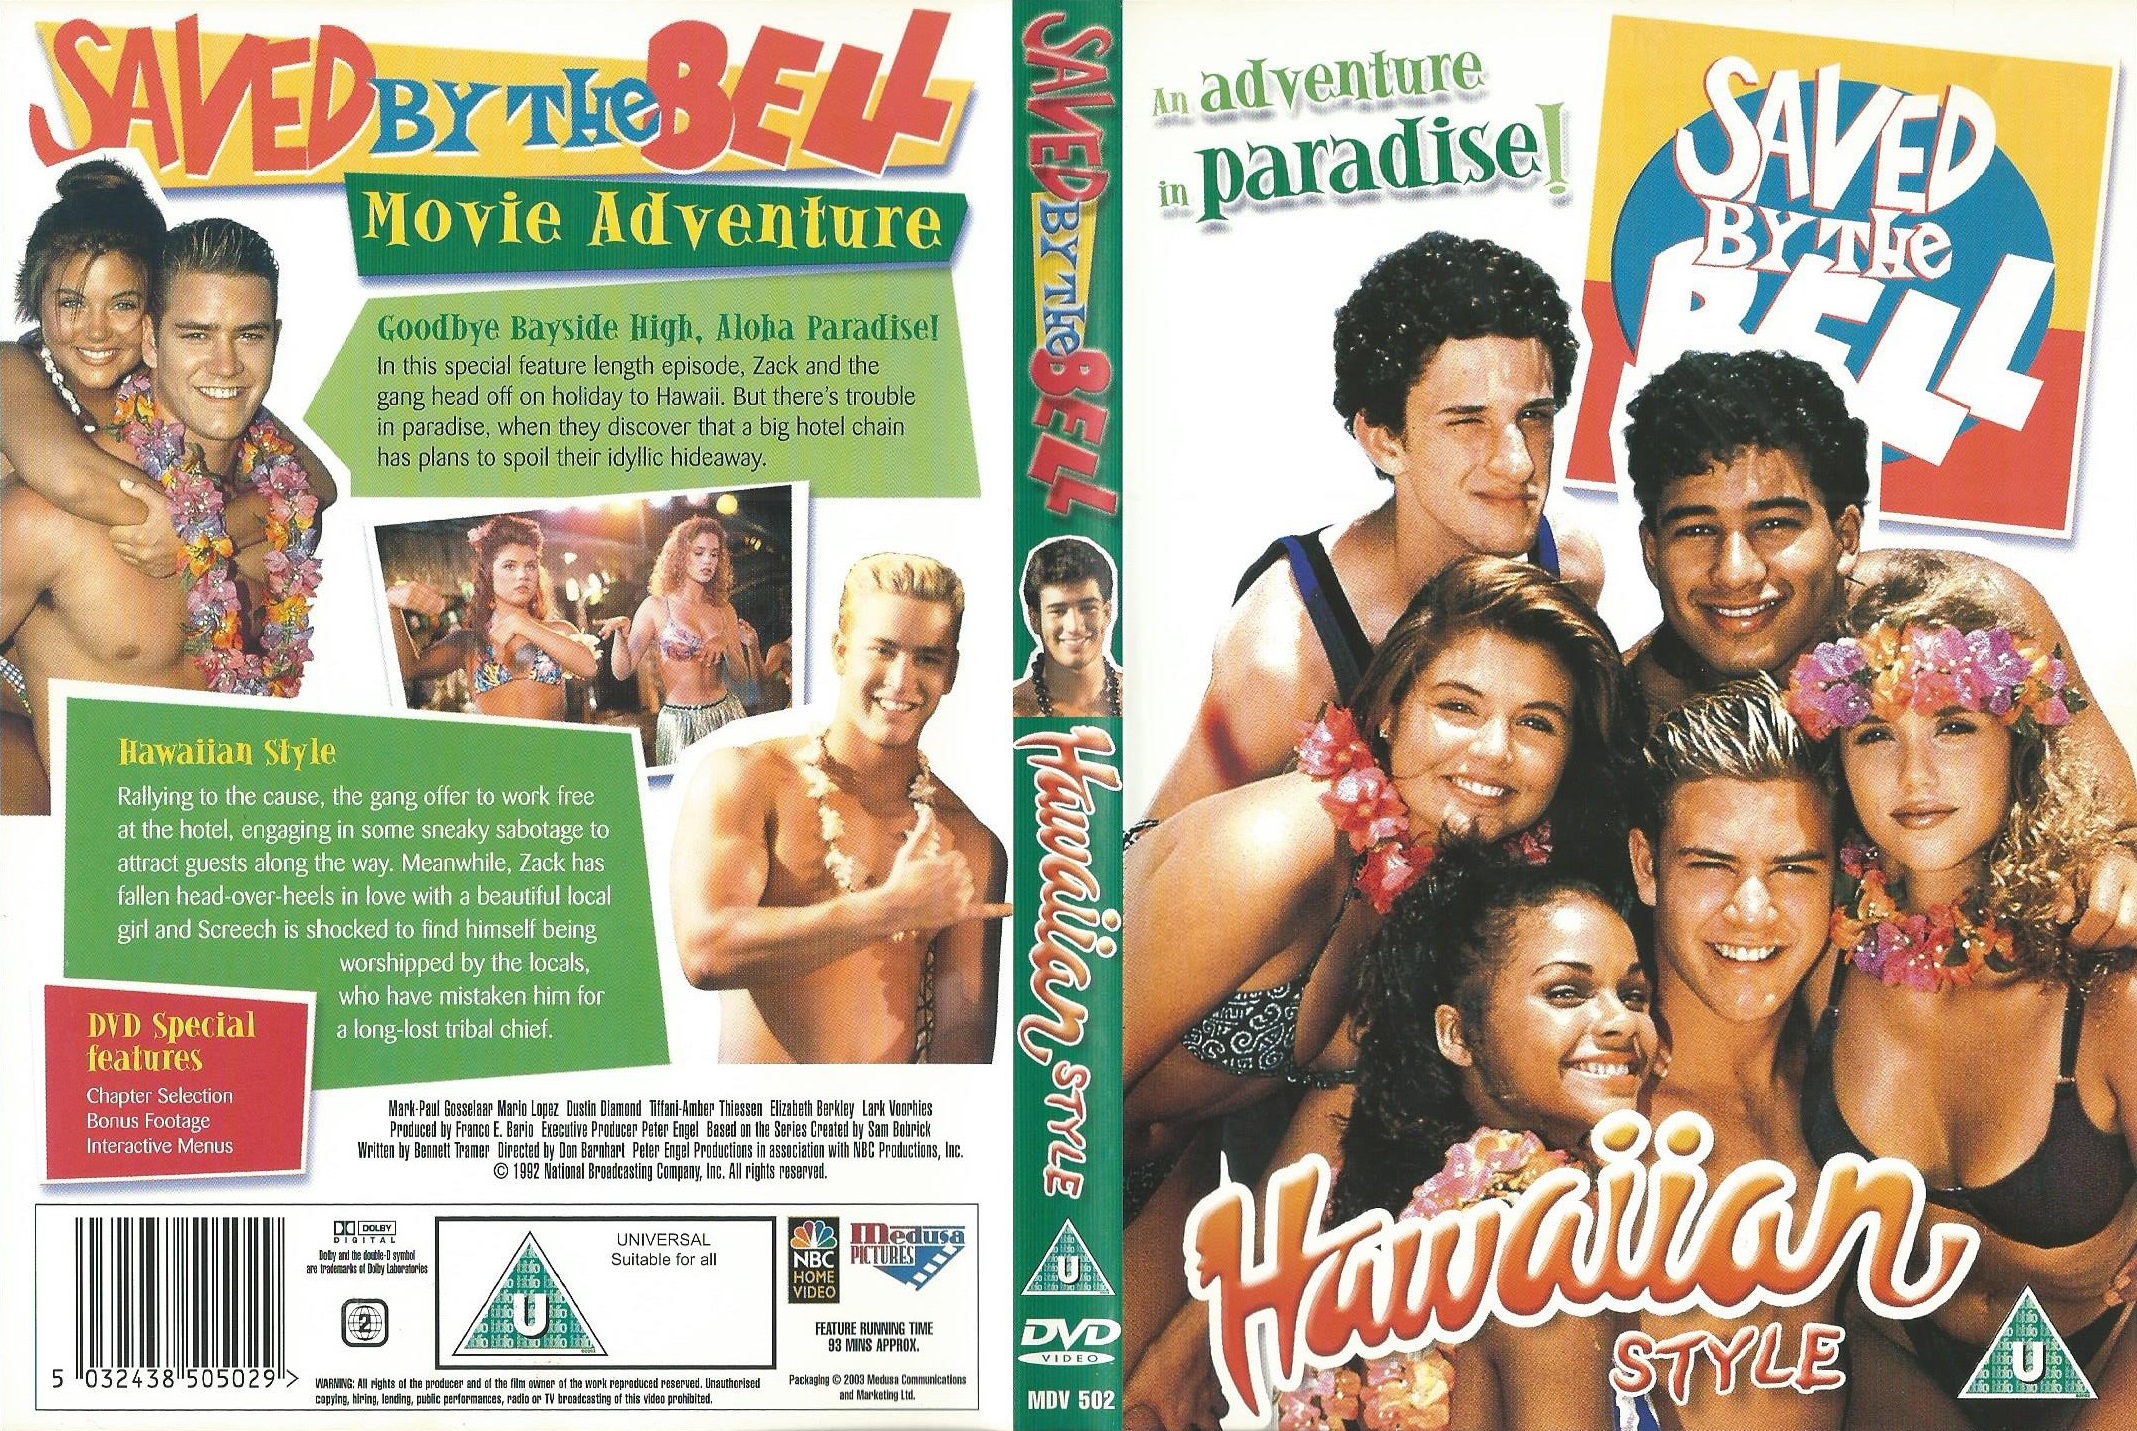 SAVED BY THE BELL
Movie Adventure
Goodbye Bayside High, Aloha Paradise!
In this special feature length episode, Zack and the
gang head off on holiday to Hawaii. But there's trouble
in paradise, when they discover that a big hotel chain
has plans to spoil their idyllic hideaway.
Hawaiian Style
Rallying to the cause, the gang offer to work free
at the hotel, engaging in some sneaky sabotage to
attract guests along the way. Meanwhile, Zack has
fallen head-over-heels in love with a beautiful local
girl and Screech is shocked to find himself being
worshipped by the locals,
who have mistaken him for
a long-lost tribal chief.
DVD Special
features
Chapter Selection
Bonus Footage
Interactive Menus
Mark-Paul Gosselaar Mario Lopez Dustin Diamond Tiffani-Amber Thiessen Elizabeth Berkley Lark Voorhies
Produced by Franco E. Bario Executive Producer Peter Engel Based on the Series Created by Sam Bobrick
Written by Bennett Tramer Directed by Don Barnhart Peter Engel Productions in association with NBC Productions, Inc.
© 1992 National Broadcasting Company, Inc. All rights reserved.
5 032438 505029 >
DOLBY
DIGITAL
Dolby and the double-D symbol
are trademarks of Dolby Laboratories
2
U
UNIVERSAL
Suitable for all
NBC
HOME
VIDEO
Medusa
PICTURES
FEATURE RUNNING TIME
93 MINS APPROX.
WARNING: All rights of the producer and of the film owner of the work reproduced reserved. Unauthorised
copying, hiring, lending, public performances, radio or TV broadcasting of this video prohibited.
Packaging © 2003 Medusa Communications
and Marketing Ltd.
SAVED BY THE BELL
Hawaiian STYLE
U
DVD
VIDEO
MDV 502
An adventure
in paradise!
SAVED
BY THE
BELL
Hawaiian
STYLE
U